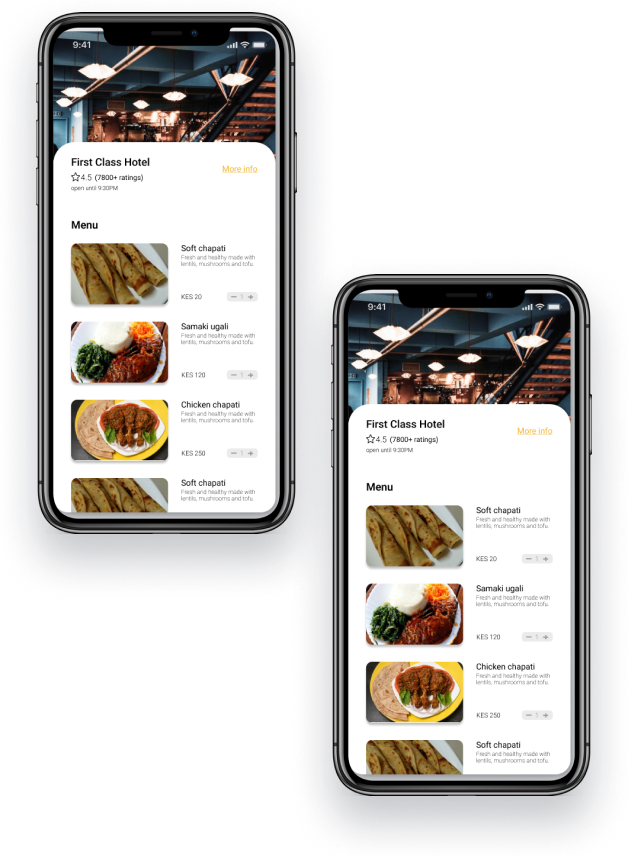 9:41
First Class Hotel
4.5 (7800+ ratings)
More info
open until 9:30PM
Menu
Soft chapati
Fresh and healthy made with
lentils, mushrooms and tofu.
KES 20
1
Samaki ugali
Fresh and healthy made with
lentils, mushrooms and tofu.
KES 120
1
Chicken chapati
Fresh and healthy made with
lentils, mushrooms and tofu.
KES 250
1
Soft chapati
Fresh and healthy made with
lentils, mushrooms and tofu.
9:41
First Class Hotel
4.5 (7800+ ratings)
More info
open until 9:30PM
Menu
Soft chapati
Fresh and healthy made with
lentils, mushrooms and tofu.
KES 20
1
Samaki ugali
Fresh and healthy made with
lentils, mushrooms and tofu.
KES 120
1
Chicken chapati
Fresh and healthy made with
lentils, mushrooms and tofu.
KES 250
1
Soft chapati
Fresh and healthy made with
lentils, mushrooms and tofu.